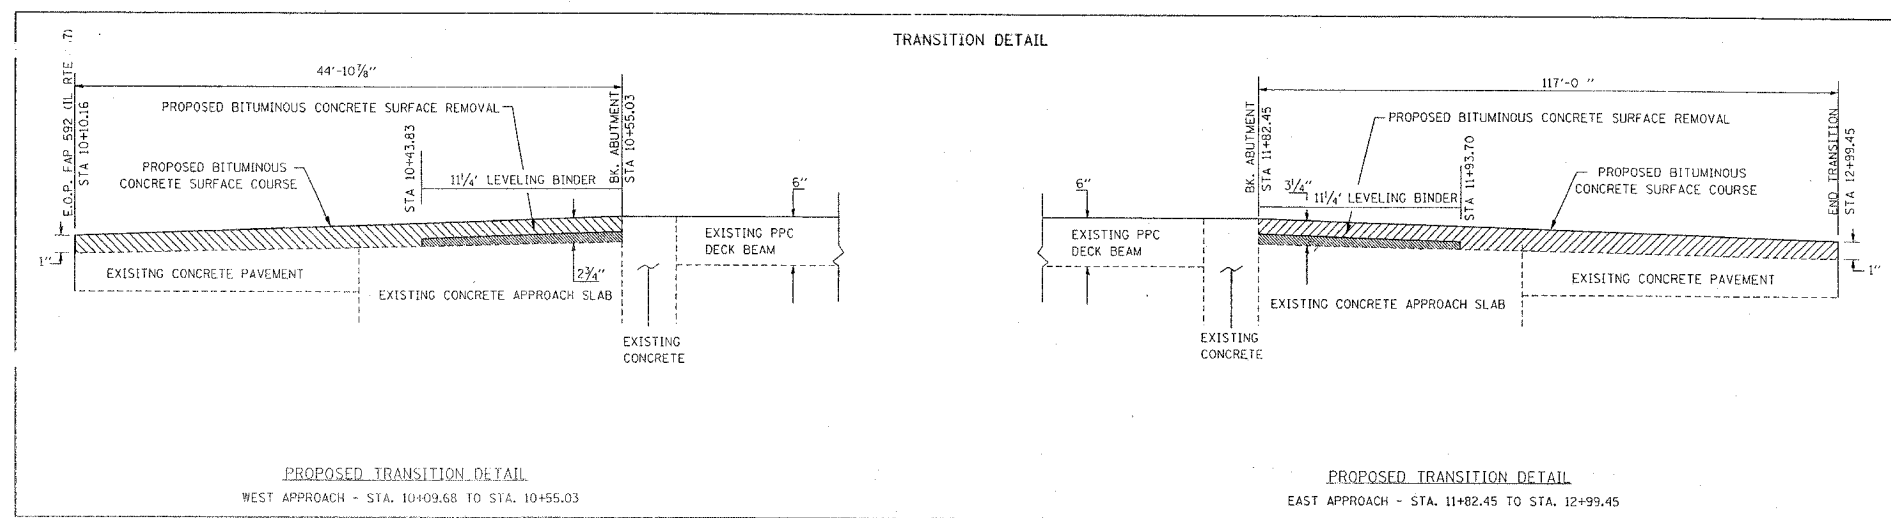 TRANSITION DETAIL
44'-10⅞"
PROPOSED BITUMINOUS CONCRETE SURFACE REMOVAL
E.O.P. FAP 592 (IL RTE 7)
STA 10+10.16
STA 10+43.83
BK. ABUTMENT
STA 10+55.03
PROPOSED BITUMINOUS
CONCRETE SURFACE COURSE
11¼' LEVELING BINDER
6"
1"
EXISITNG CONCRETE PAVEMENT
EXISTING CONCRETE APPROACH SLAB
2¾"
EXISTING PPC
DECK BEAM
EXISTING
CONCRETE
PROPOSED TRANSITION DETAIL
WEST APPROACH - STA. 10+09.68 TO STA. 10+55.03
117'-0 "
PROPOSED BITUMINOUS CONCRETE SURFACE REMOVAL
BK. ABUTMENT
STA 11+82.45
STA 11+93.70
END TRANSITION
STA 12+99.45
6"
3¼"
11¼' LEVELING BINDER
PROPOSED BITUMINOUS
CONCRETE SURFACE COURSE
EXISTING PPC
DECK BEAM
EXISTING CONCRETE APPROACH SLAB
EXISITNG CONCRETE PAVEMENT
1"
EXISTING
CONCRETE
PROPOSED TRANSITION DETAIL
EAST APPROACH - STA. 11+82.45 TO STA. 12+99.45